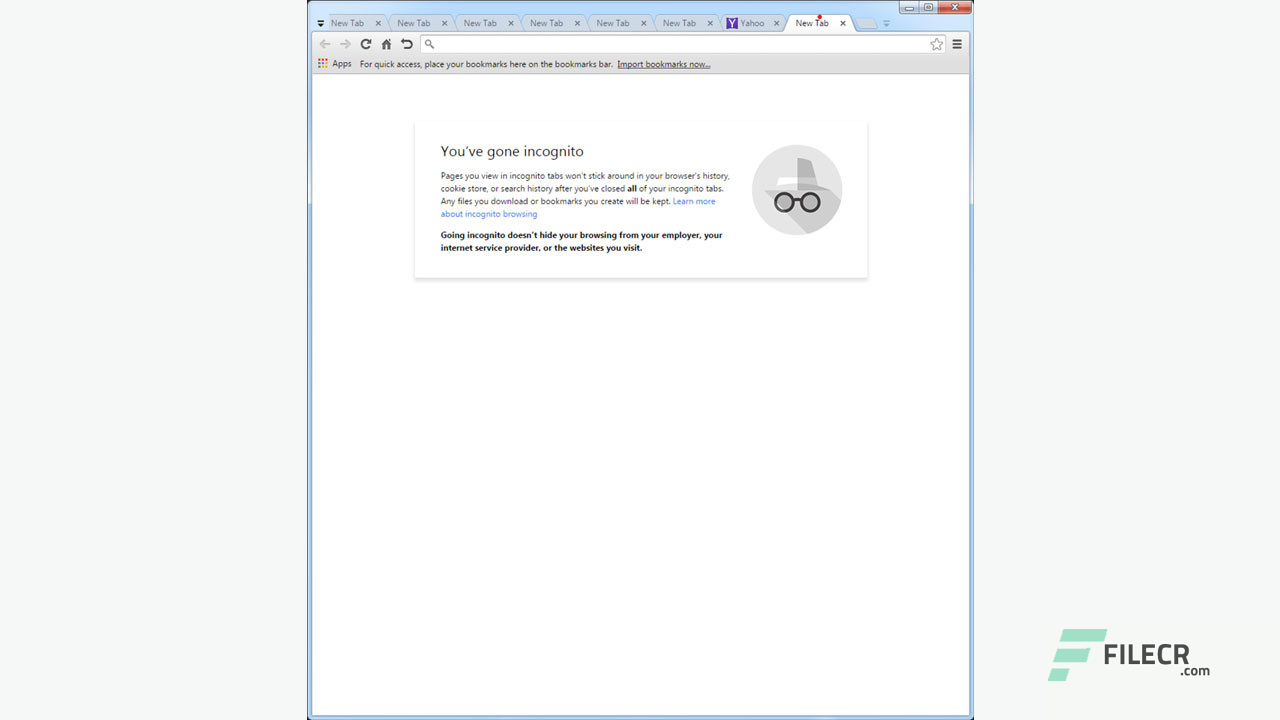 New Tab New Tab New Tab New Tab New Tab New Tab Yahoo New Tab
Apps For quick access, place your bookmarks here on the bookmarks bar. Import bookmarks now...
You've gone incognito
Pages you view in incognito tabs won't stick around in your browser's history,
cookie store, or search history after you've closed all of your incognito tabs.
Any files you download or bookmarks you create will be kept. Learn more
about incognito browsing
Going incognito doesn't hide your browsing from your employer, your
internet service provider, or the websites you visit.
FILECR
.com